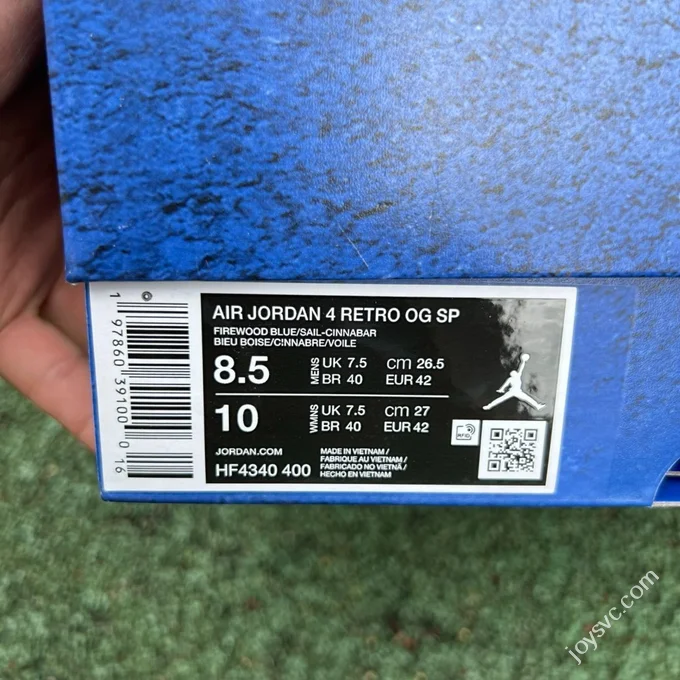 AIR JORDAN 4 RETRO OG SP
FIREWOOD BLUE/SAIL-CINNABAR
BIEU BOISE/CINNABRE/VOILE
8.5 MENS UK 7.5 cm 26.5
BR 40 EUR 42
10 WMNS UK 7.5 cm 27
BR 40 EUR 42
JORDAN.COM
HF4340 400
MADE IN VIETNAM /
FABRIQUE AU VIETNAM /
FABRICADO NO VIETNÃ /
HECHO EN VIETNAM
RFID
1 97860 39100 0 16
joysvc.com